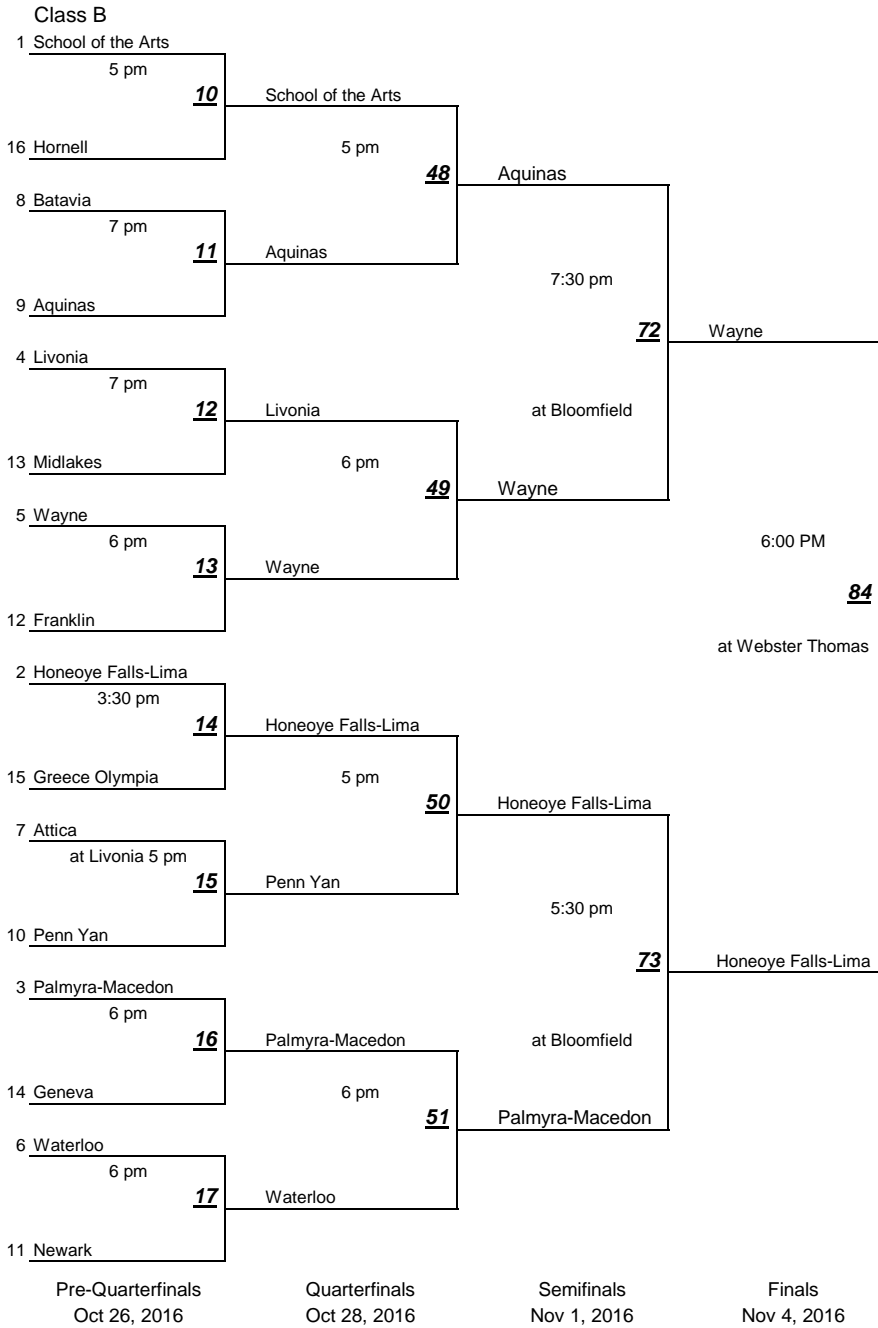 Class B
1 School of the Arts
5 pm
10
School of the Arts
16 Hornell
5 pm
48
Aquinas
8 Batavia
7 pm
11
Aquinas
9 Aquinas
7:30 pm
72
Wayne
4 Livonia
7 pm
12
Livonia
at Bloomfield
13 Midlakes
6 pm
49
Wayne
5 Wayne
6 pm
13
Wayne
6:00 PM
84
12 Franklin
at Webster Thomas
2 Honeoye Falls-Lima
3:30 pm
14
Honeoye Falls-Lima
15 Greece Olympia
5 pm
50
Honeoye Falls-Lima
7 Attica
at Livonia 5 pm
15
Penn Yan
5:30 pm
10 Penn Yan
73
Honeoye Falls-Lima
3 Palmyra-Macedon
6 pm
16
Palmyra-Macedon
at Bloomfield
14 Geneva
6 pm
51
Palmyra-Macedon
6 Waterloo
6 pm
17
Waterloo
11 Newark
Pre-Quarterfinals Quarterfinals Semifinals Finals
Oct 26, 2016 Oct 28, 2016 Nov 1, 2016 Nov 4, 2016